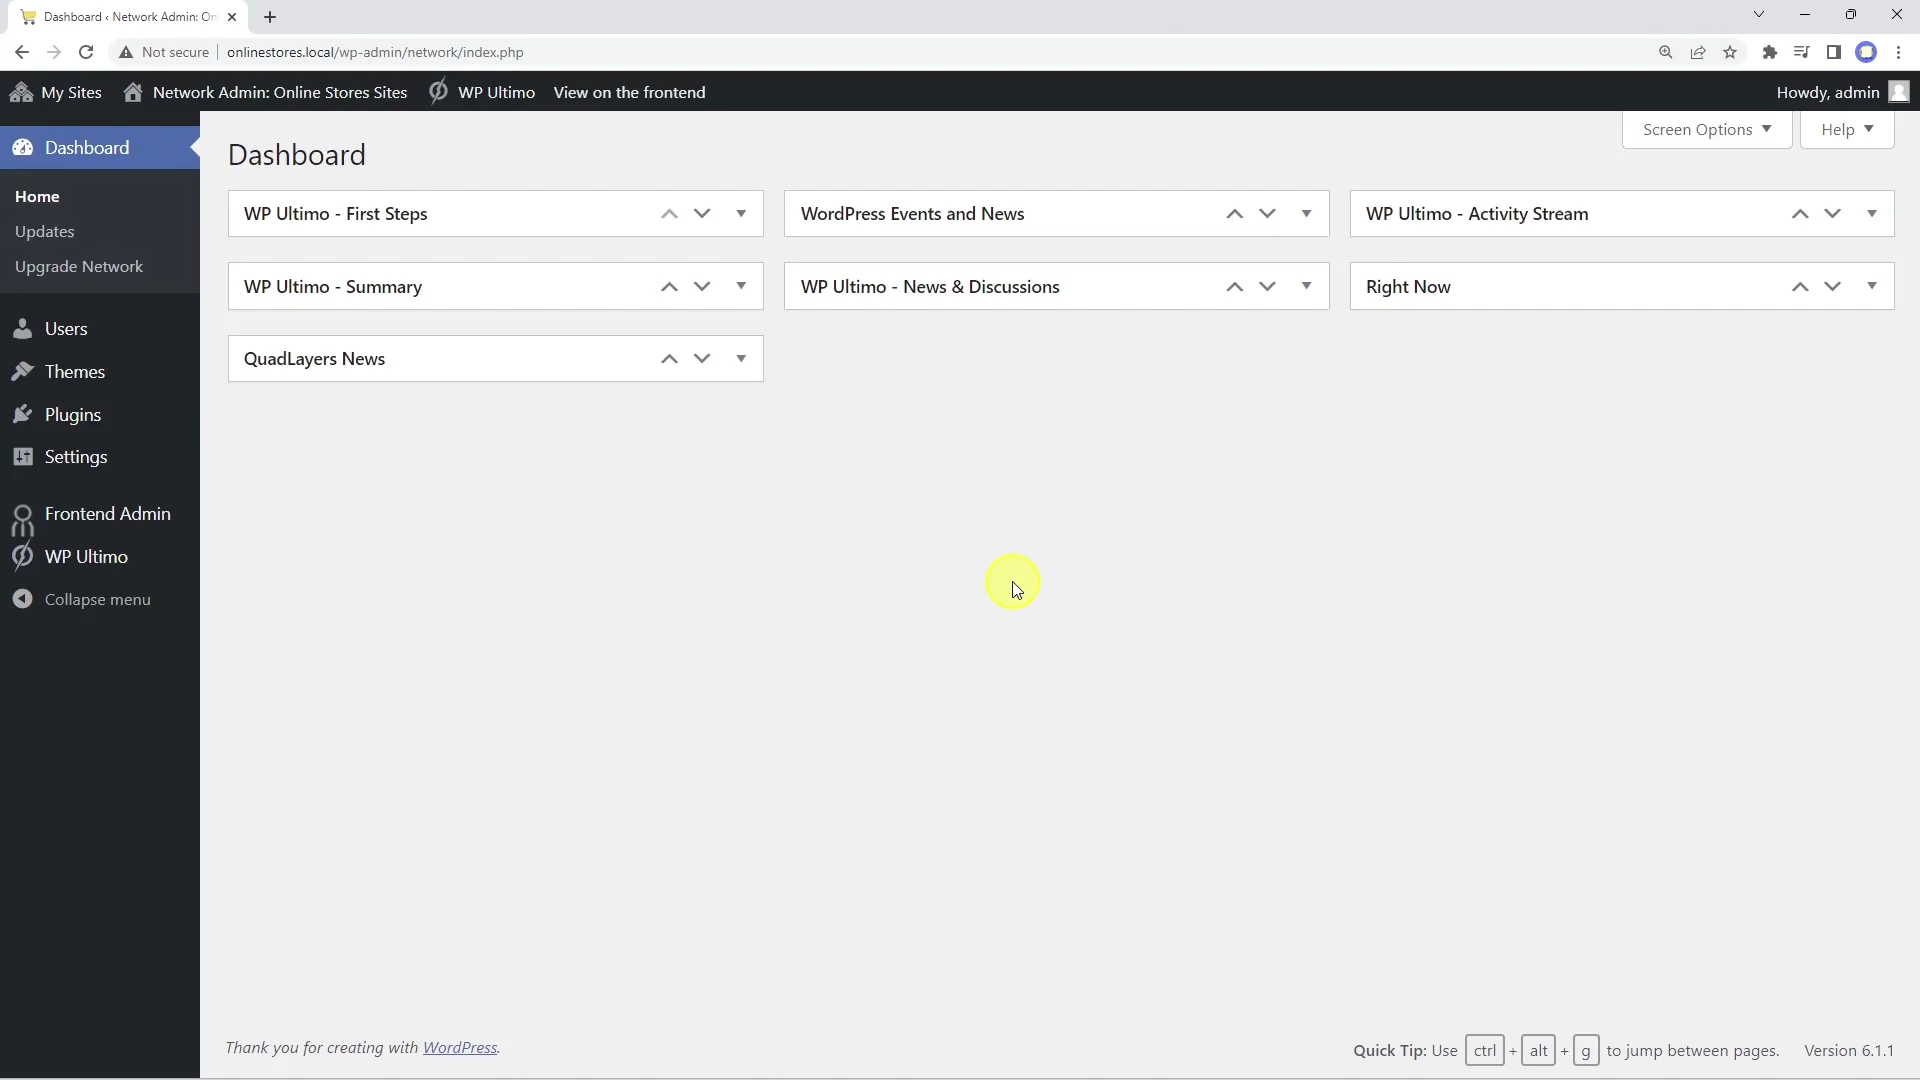 Dashboard ‹ Network Admin: On
Not secure
onlinestores.local/wp-admin/network/index.php
My Sites
Network Admin: Online Stores Sites
WP Ultimo
View on the frontend
Howdy, admin
Dashboard
Home
Updates
Upgrade Network
Users
Themes
Plugins
Settings
Frontend Admin
WP Ultimo
Collapse menu
Screen Options
Help
Dashboard
WP Ultimo - First Steps
WordPress Events and News
WP Ultimo - Activity Stream
WP Ultimo - Summary
WP Ultimo - News & Discussions
Right Now
QuadLayers News
Thank you for creating with WordPress.
Quick Tip: Use ctrl + alt + g to jump between pages.
Version 6.1.1